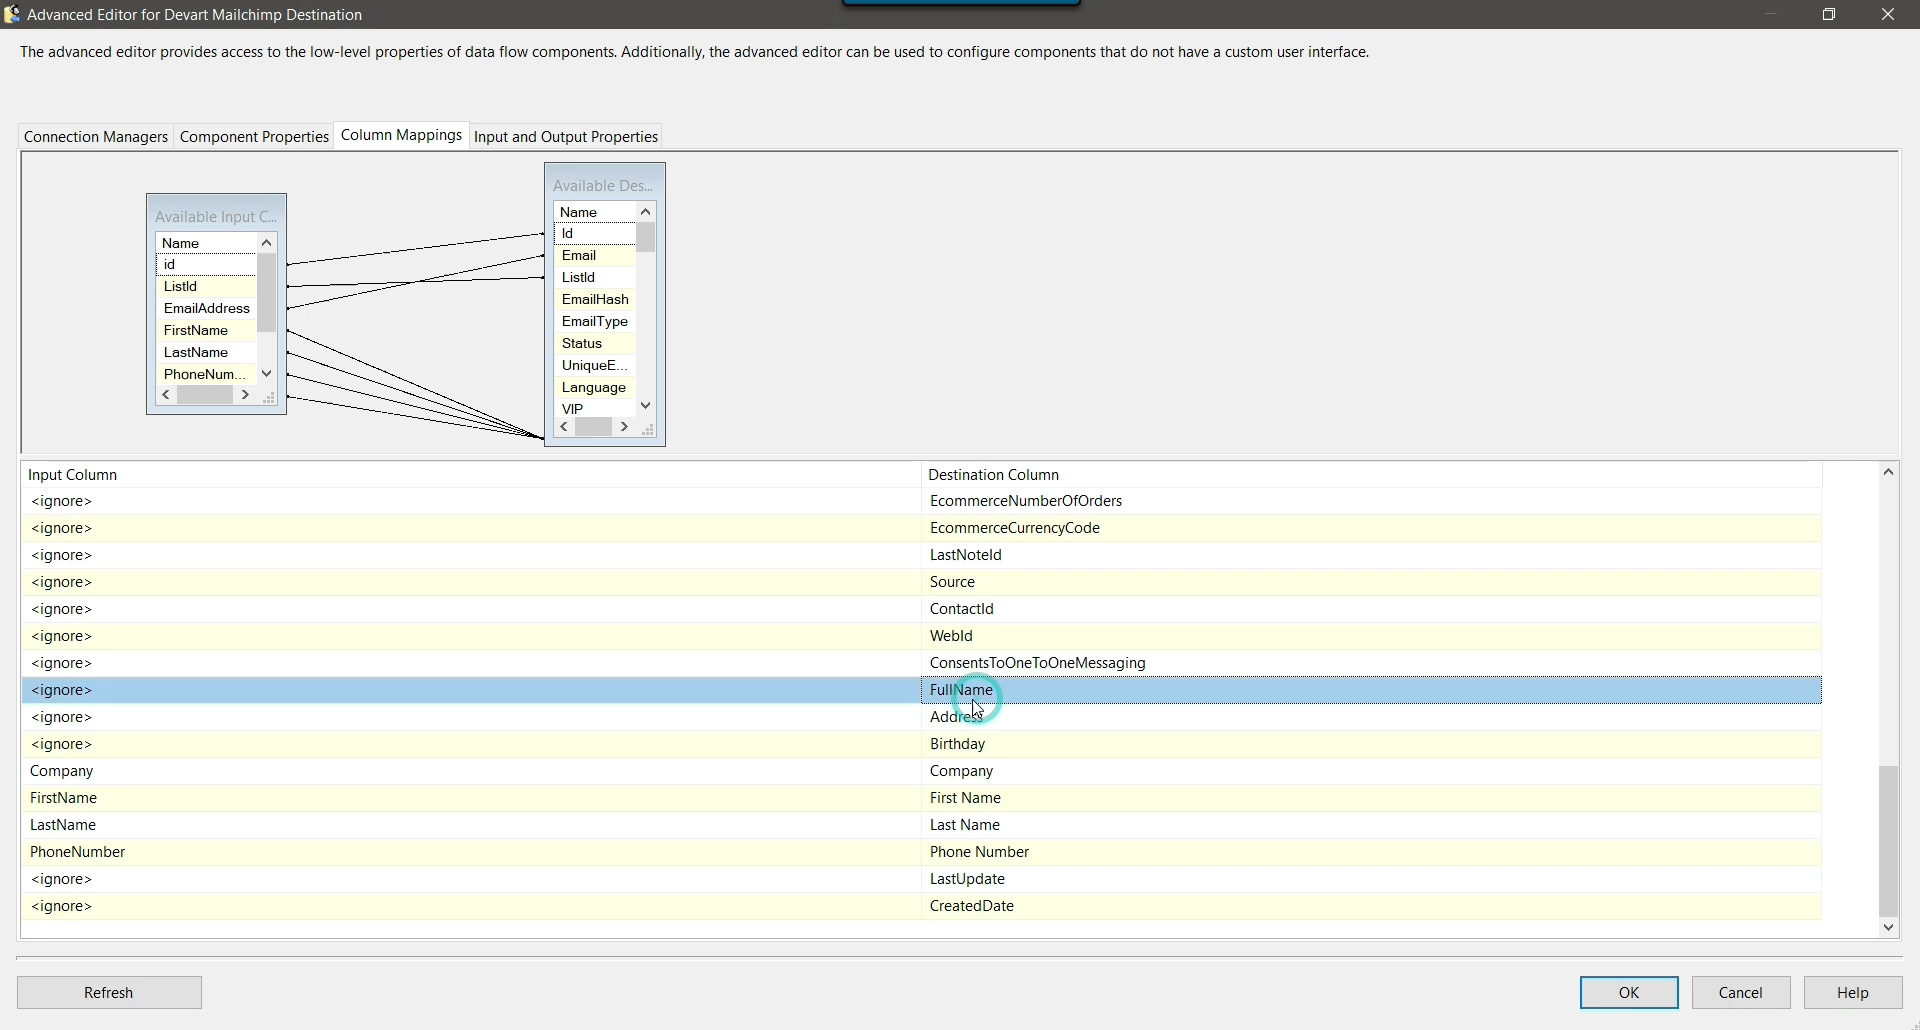 Advanced Editor for Devart Mailchimp Destination
The advanced editor provides access to the low-level properties of data flow components. Additionally, the advanced editor can be used to configure components that do not have a custom user interface.
Connection Managers Component Properties Column Mappings Input and Output Properties
Available Input C...
Name
id
ListId
EmailAddress
FirstName
LastName
PhoneNum...
Available Des...
Name
Id
Email
ListId
EmailHash
EmailType
Status
UniqueE...
Language
VIP
Input Column Destination Column
<ignore> EcommerceNumberOfOrders
<ignore> EcommerceCurrencyCode
<ignore> LastNoteId
<ignore> Source
<ignore> ContactId
<ignore> WebId
<ignore> ConsentsToOneToOneMessaging
<ignore> FullName
<ignore> Address
<ignore> Birthday
Company Company
FirstName First Name
LastName Last Name
PhoneNumber Phone Number
<ignore> LastUpdate
<ignore> CreatedDate
Refresh OK Cancel Help